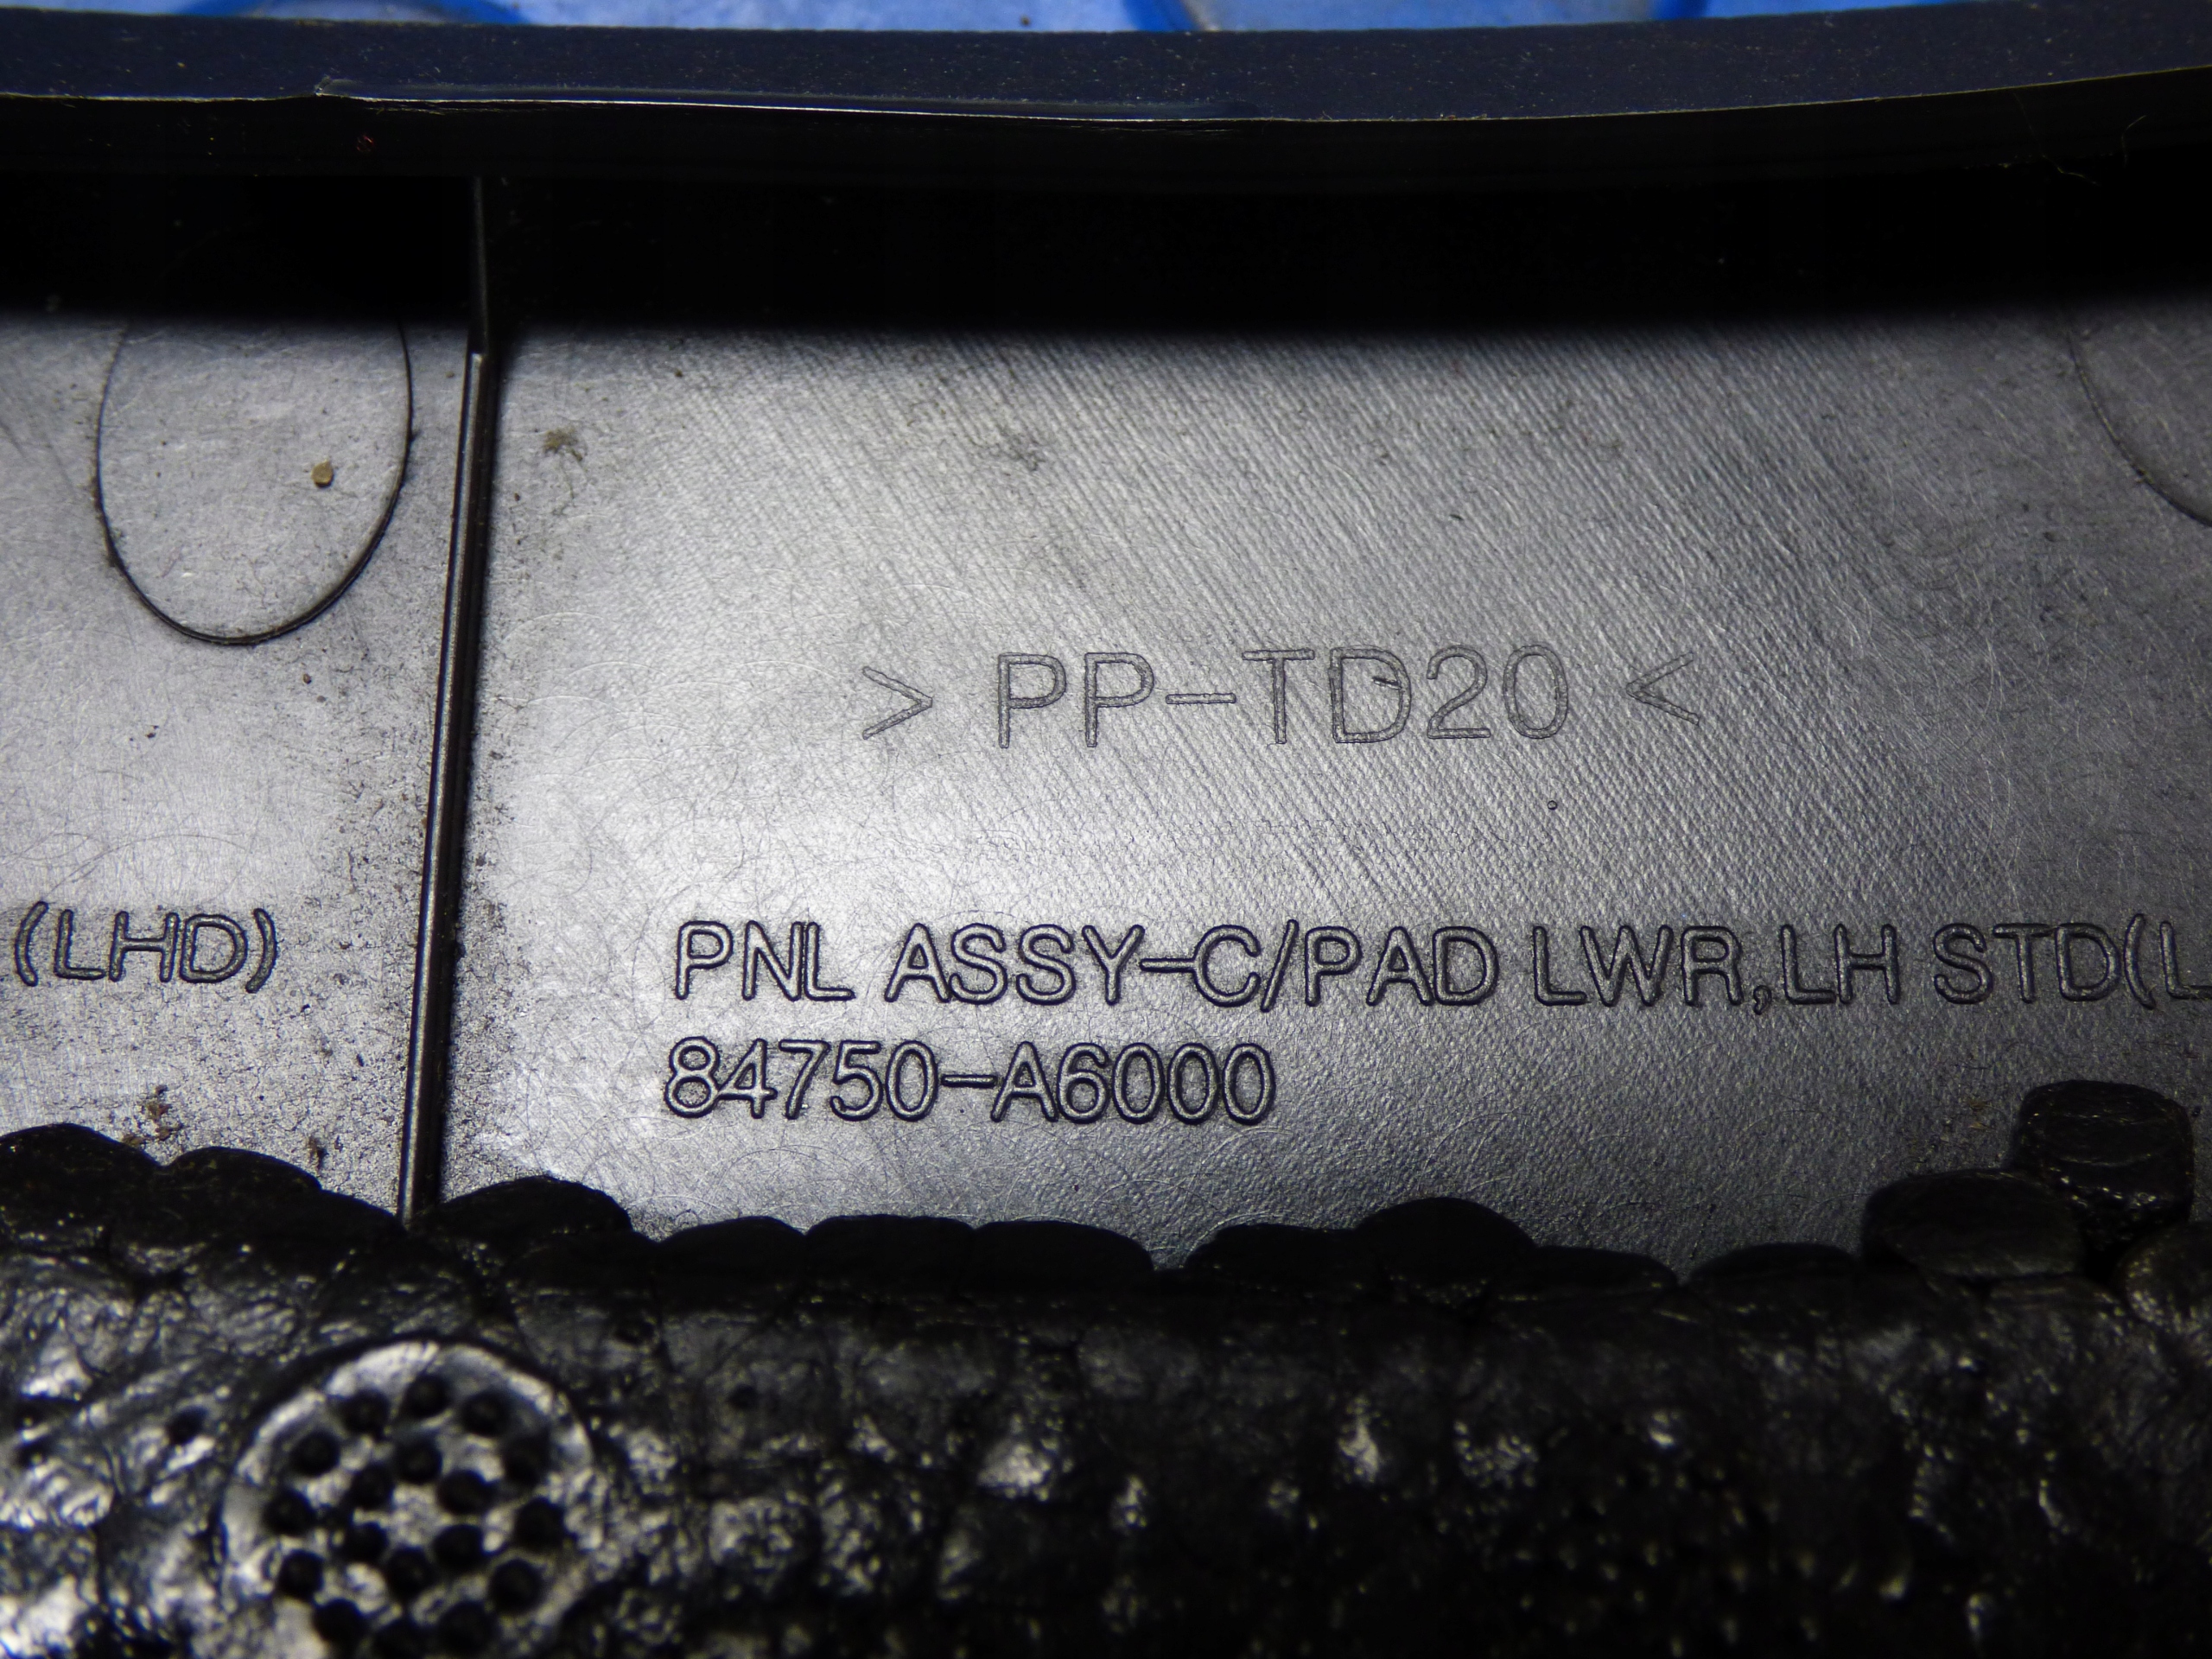 > PP-TD20 <
(LHD)
PNL ASSY-C/PAD LWR,LH STD(L
84750-A6000